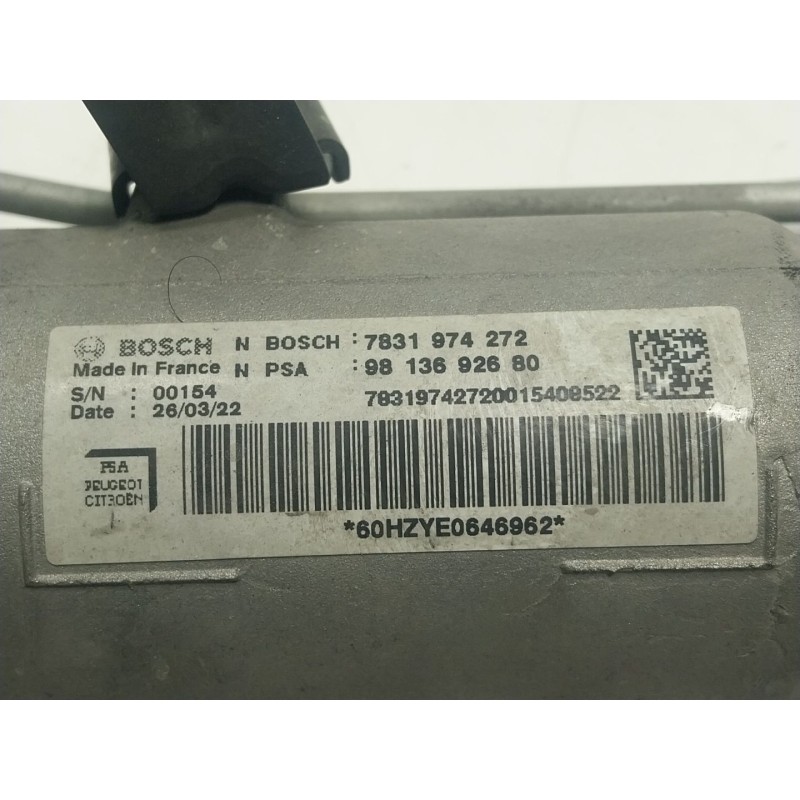 BOSCH N BOSCH : 7831 974 272
Made in France N PSA : 98 136 926 80
S/N : 00154 78319742720015408522
Date : 26/03/22
PSA
PEUGEOT
CITROËN
*60HZYE0646962*